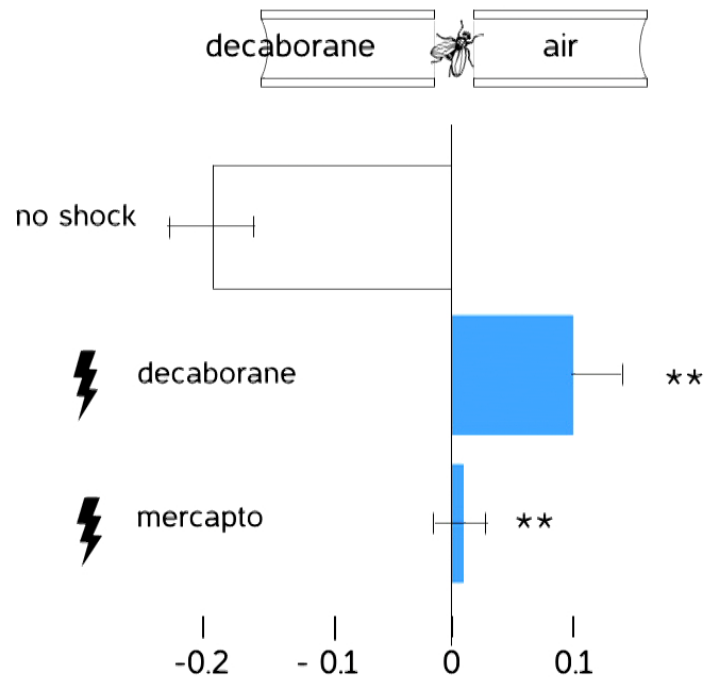 decaborane air
no shock
decaborane **
mercapto **
-0.2 - 0.1 0 0.1